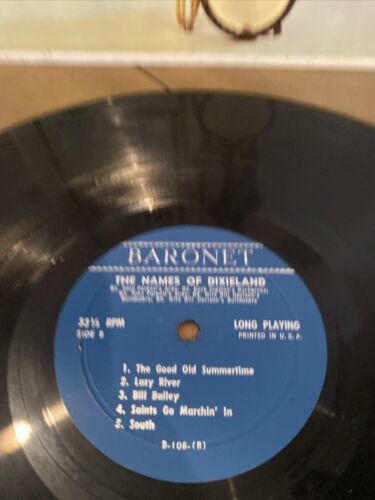 BARONET
THE NAMES OF DIXIELAND
33⅓ RPM
SIDE B
LONG PLAYING
PRINTED IN U.S.A.
1. The Good Old Summertime
2. Lazy River
3. Bill Bailey
4. Saints Go Marchin' In
5. South
B-108-(B)